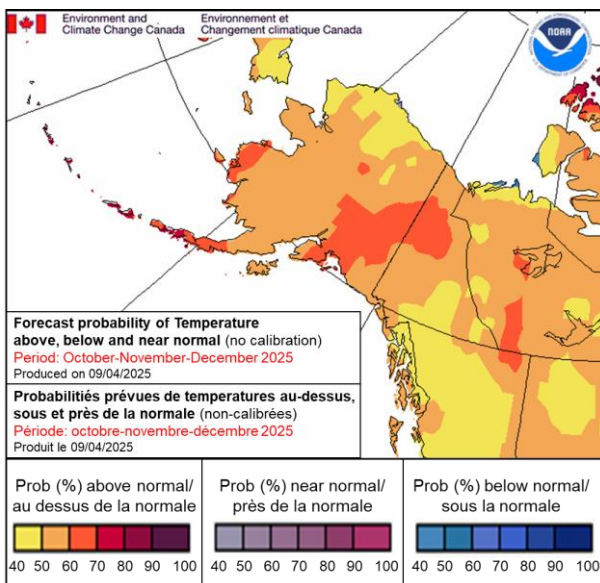 Environment and
Climate Change Canada
Environnement et
Changement climatique Canada
NOAA
Forecast probability of Temperature
above, below and near normal (no calibration)
Period: October-November-December 2025
Produced on 09/04/2025
Probabilitiés prévues de temperatures au-dessus,
sous et près de la normale (non-calibrées)
Période: octobre-novembre-décembre 2025
Produit le 09/04/2025
Prob (%) above normal/
au dessus de la normale
40 50 60 70 80 90 100
Prob (%) near normal/
près de la normale
40 50 60 70 80 90 100
Prob (%) below normal/
sous la normale
40 50 60 70 80 90 100